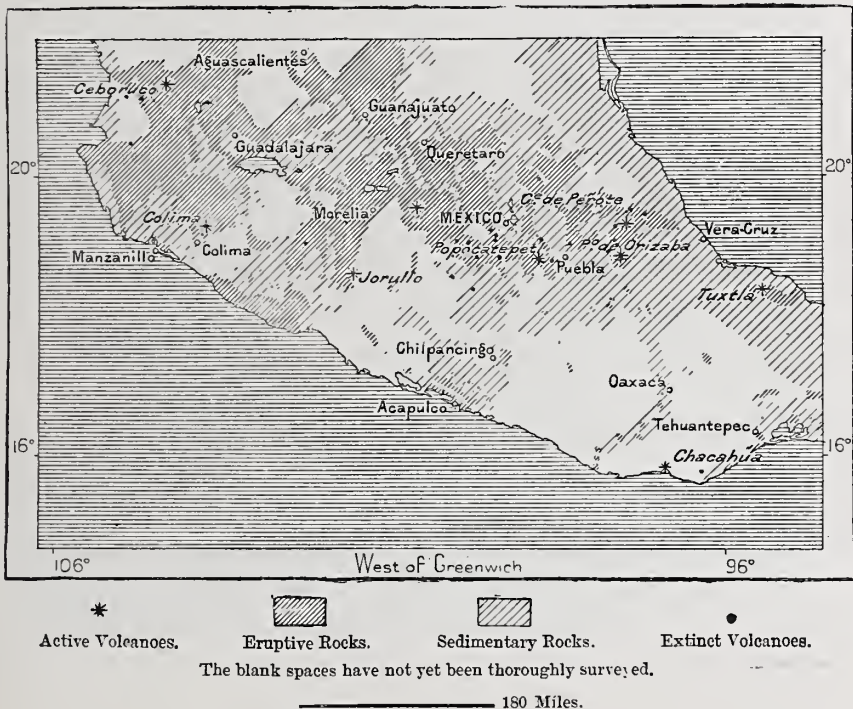 Aguascalientes
Ceboruco
Guanajuato
Guadalajara
Queretaro
20°
20°
Cº de Perote
Morelia
MEXICO
Colima
Vera-Cruz
Popocatepet
Pº de Orizaba
Manzanillo
Colima
Puebla
Jorullo
Tuxtla
Chilpancingo
Oaxaca
Acapulco
Tehuantepec
16°
16°
Chacahua
106°
West of Greenwich
96°
Active Volcanoes.
Eruptive Rocks.
Sedimentary Rocks.
Extinct Volcanoes.
The blank spaces have not yet been thoroughly surveyed.
180 Miles.